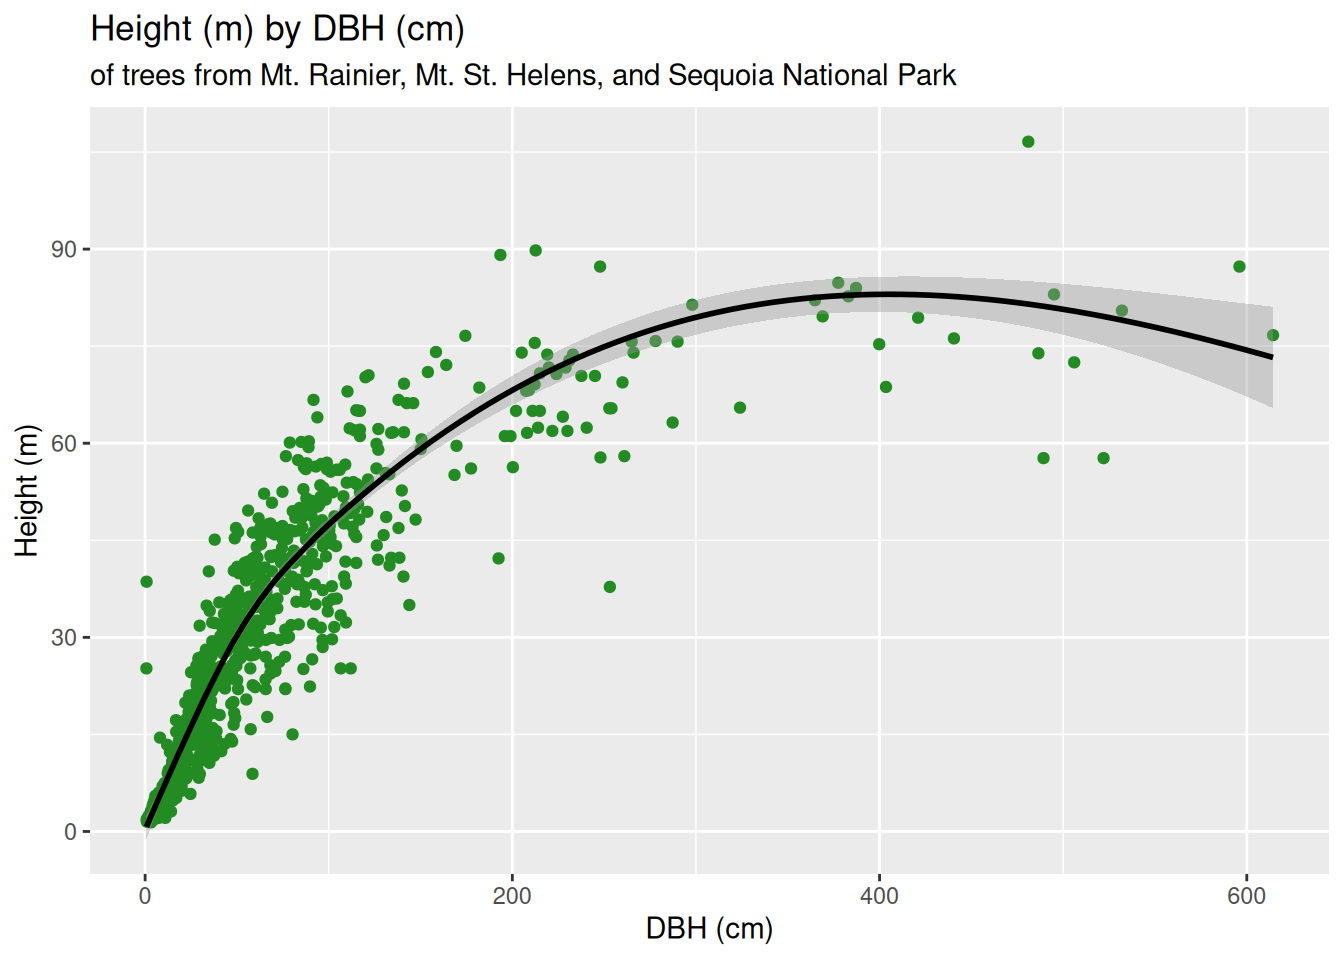 Height (m) by DBH (cm)
of trees from Mt. Rainier, Mt. St. Helens, and Sequoia National Park
90
60
30
0
Height (m)
0 200 400 600
DBH (cm)